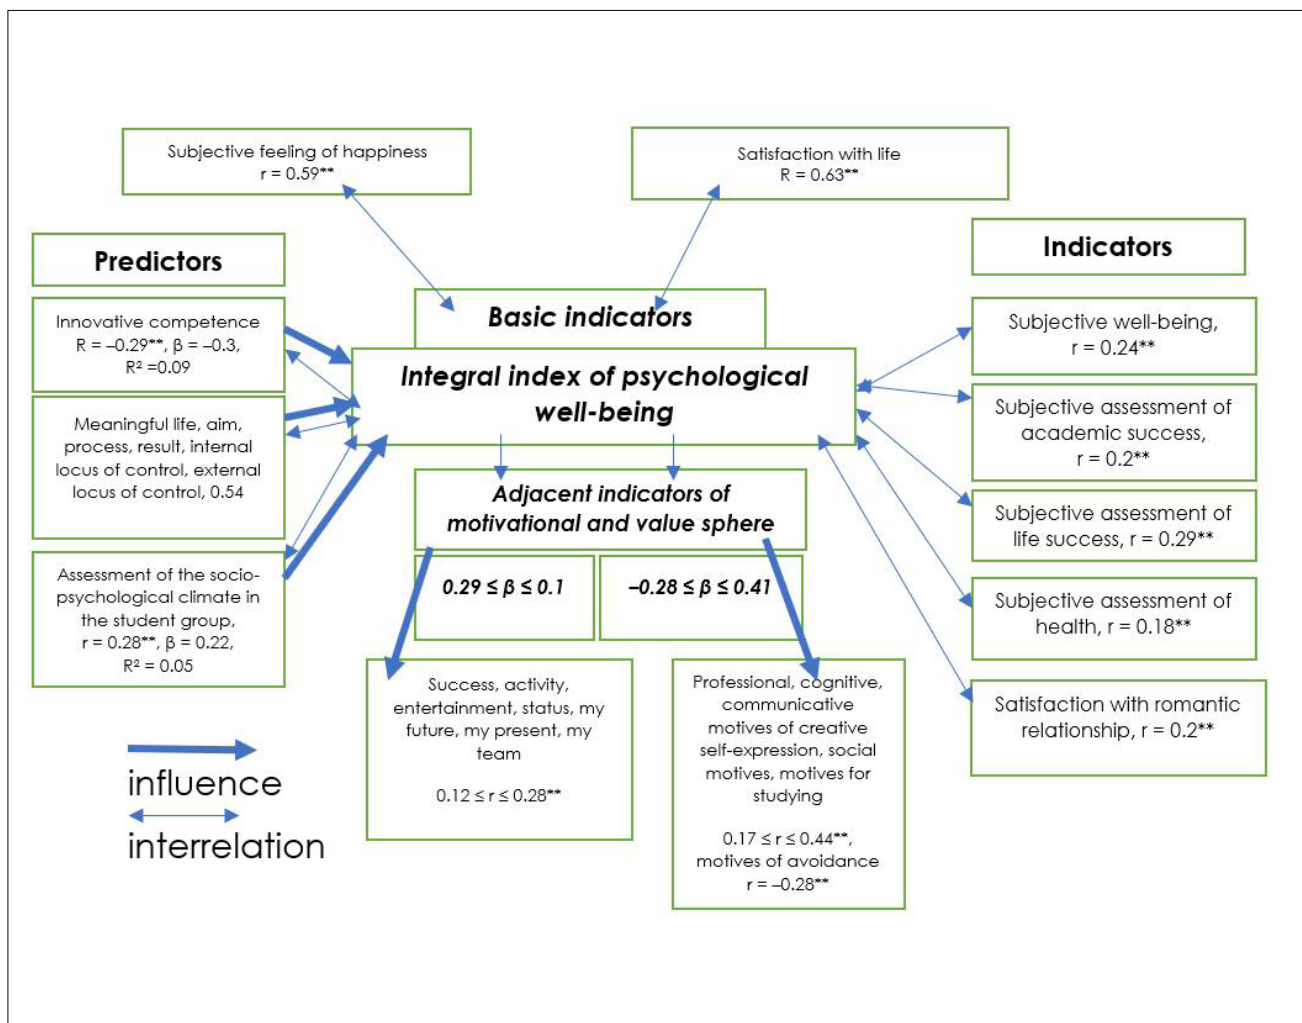 Subjective feeling of happiness
r = 0.59**
Satisfaction with life
R = 0.63**
Predictors
Innovative competence
R = –0.29**, β = –0.3,
R² =0.09
Meaningful life, aim,
process, result, internal
locus of control, external
locus of control, 0.54
Assessment of the socio-
psychological climate in
the student group,
r = 0.28**, β = 0.22,
R² = 0.05
influence
interrelation
Basic indicators
Integral index of psychological
well-being
Adjacent indicators of
motivational and value sphere
0.29 ≤ β ≤ 0.1
–0.28 ≤ β ≤ 0.41
Success, activity,
entertainment, status, my
future, my present, my
team
0.12 ≤ r ≤ 0.28**
Professional, cognitive,
communicative
motives of creative
self-expression, social
motives, motives for
studying
0.17 ≤ r ≤ 0.44**,
motives of avoidance
r = –0.28**
Indicators
Subjective well-being,
r = 0.24**
Subjective assessment of
academic success,
r = 0.2**
Subjective assessment of
life success, r = 0.29**
Subjective assessment of
health, r = 0.18**
Satisfaction with romantic
relationship, r = 0.2**